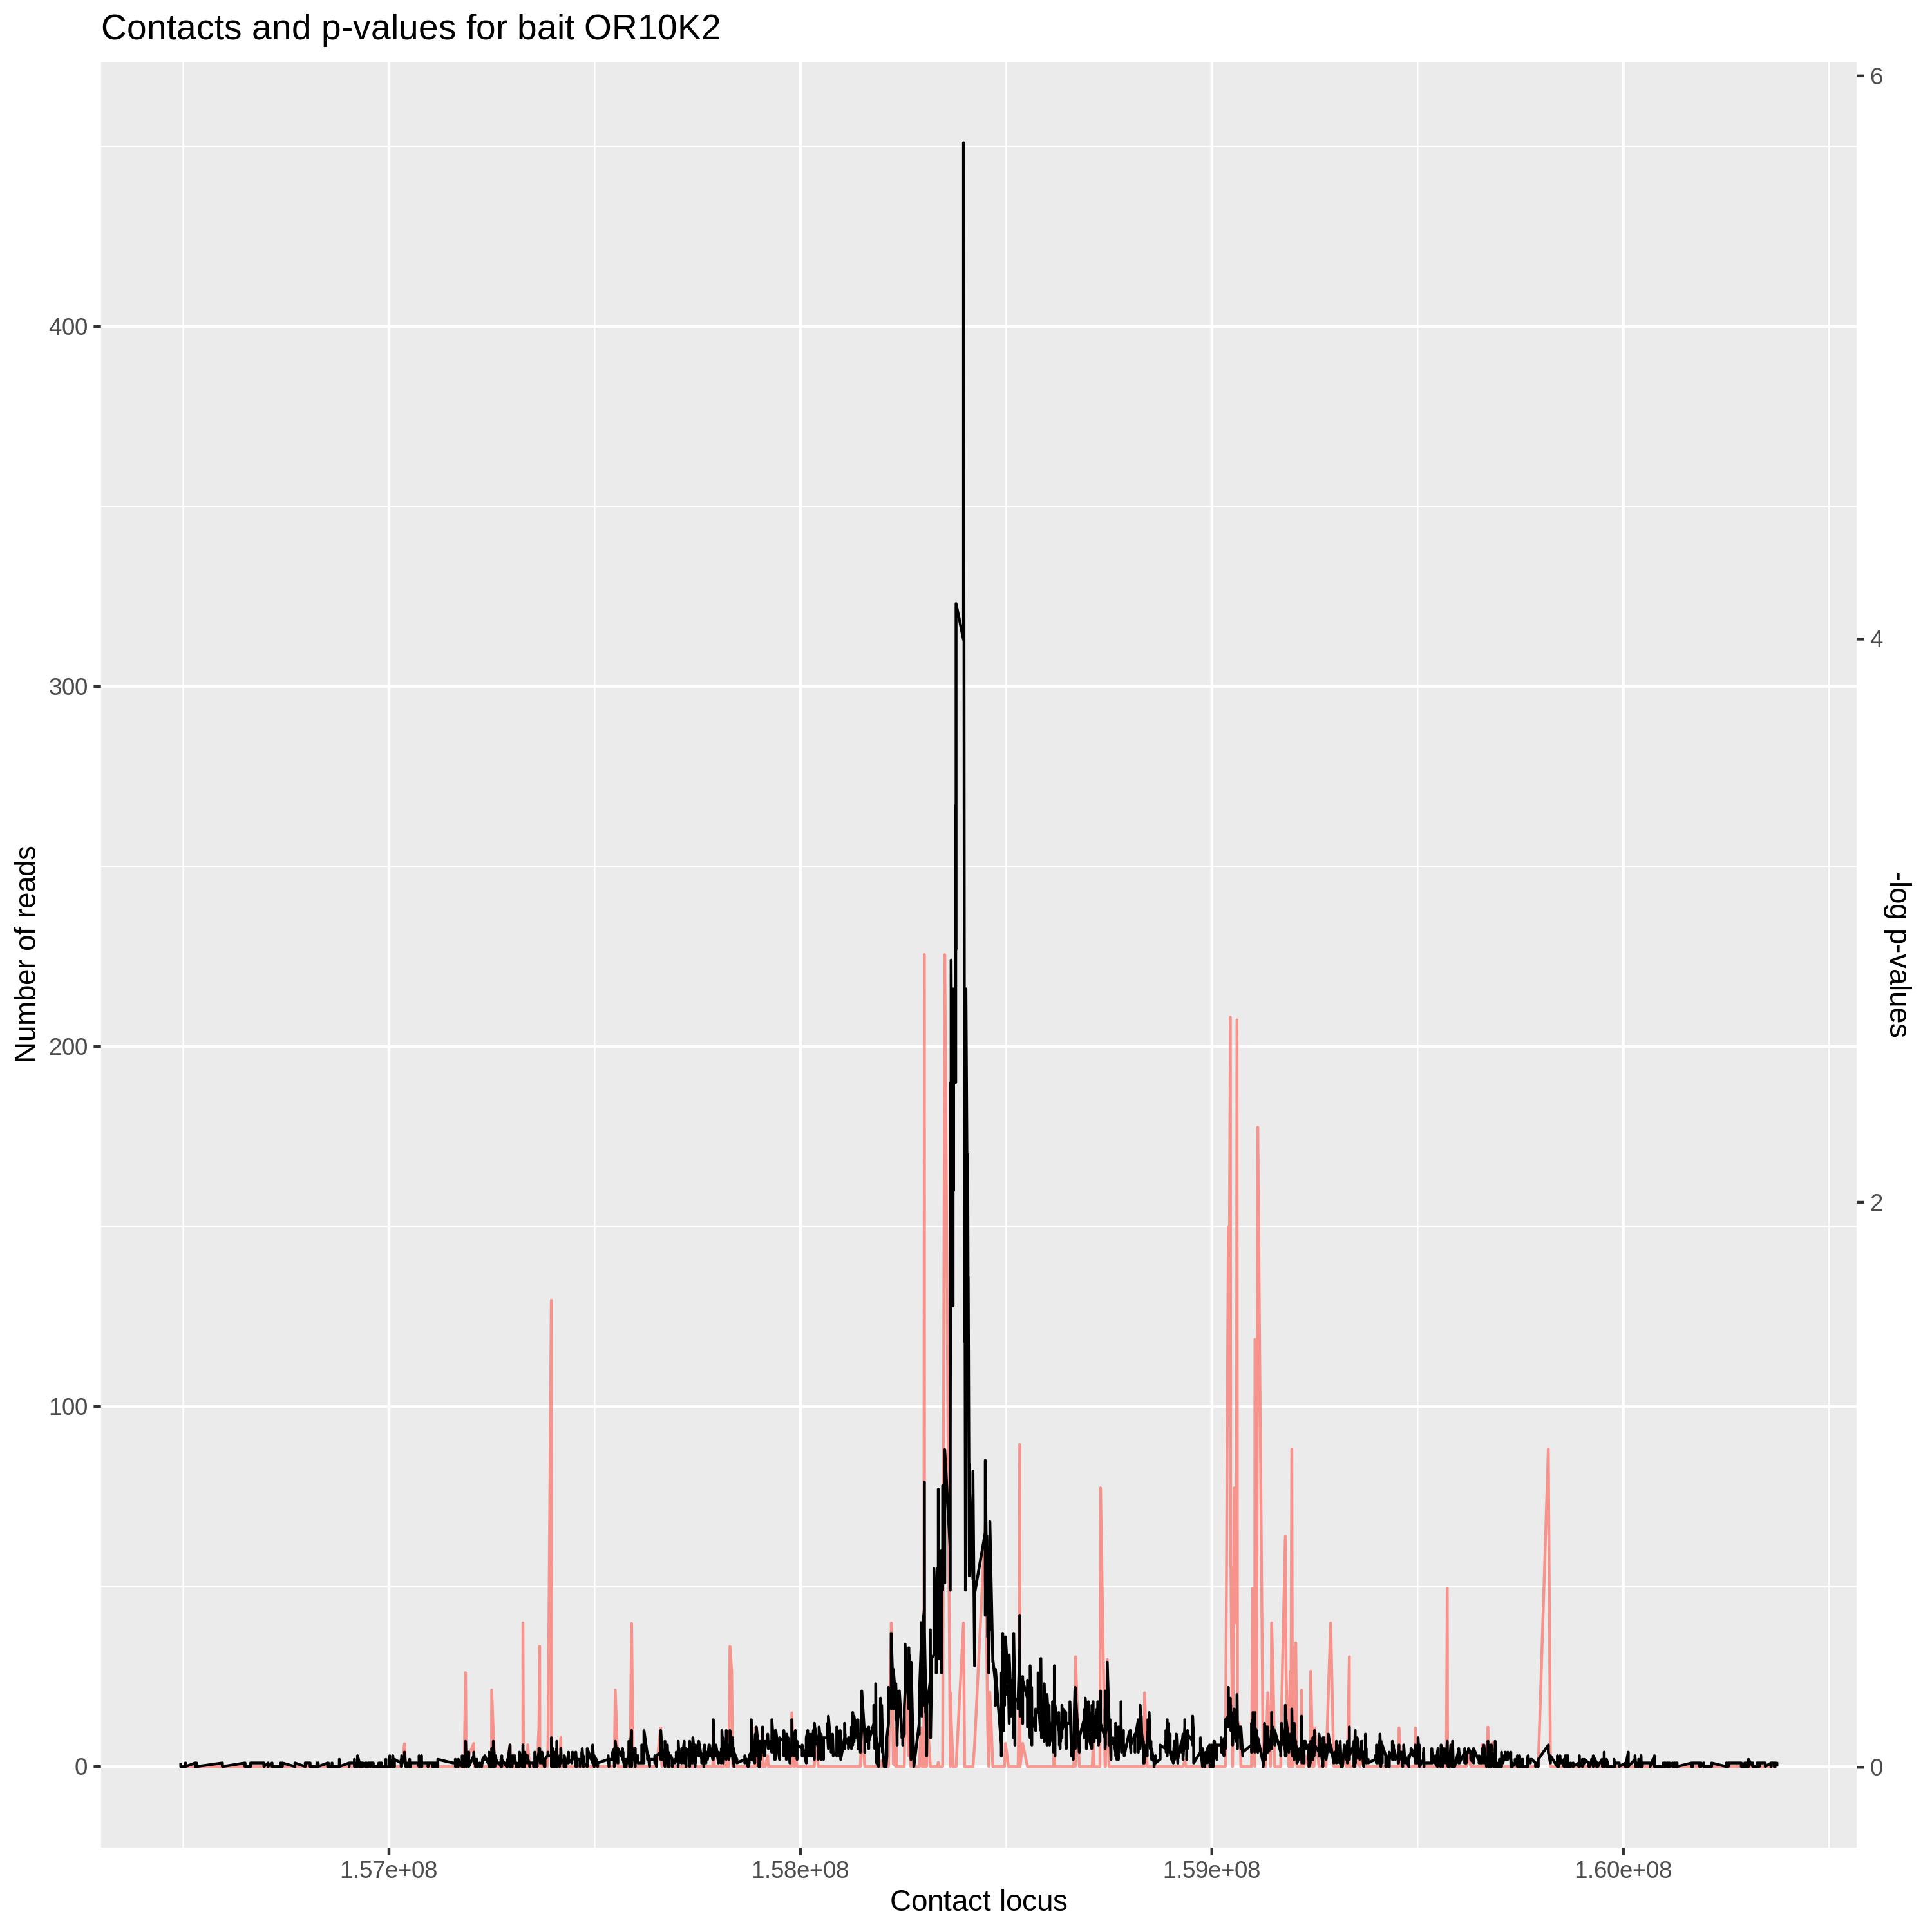 Contacts and p-values for bait OR10K2
Number of reads
400
300
200
100
0
6
4
2
0
-log p-values
1.57e+08
1.58e+08
1.59e+08
1.60e+08
Contact locus